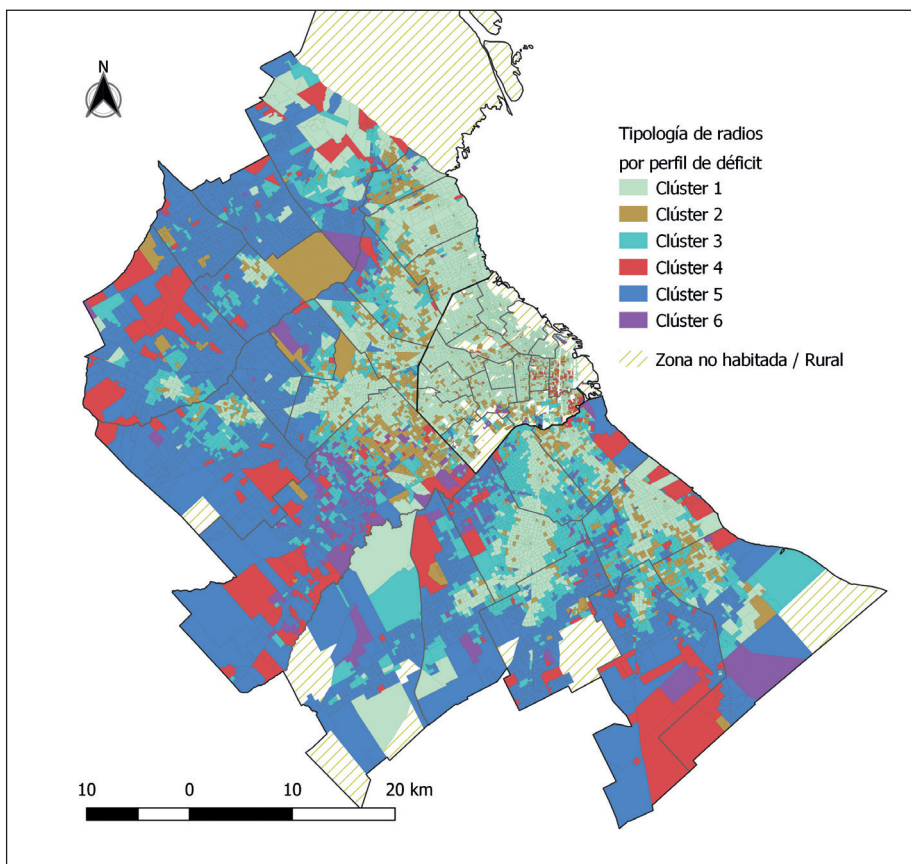 N
Tipología de radios
por perfil de déficit
Clúster 1
Clúster 2
Clúster 3
Clúster 4
Clúster 5
Clúster 6
Zona no habitada / Rural
10 0 10 20 km